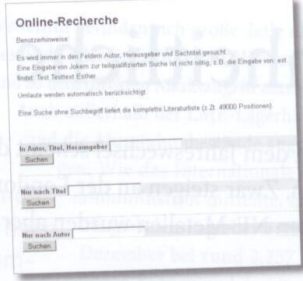 Online-Recherche
Benutzerhinweise:
Es wird immer in den Feldern Autor, Herausgeber und Sachtitel gesucht.
Eine Eingabe von Jokern zur teilqualifizierten Suche ist nicht nötig, z.B. die Eingabe von: est
findet: Test Testtext Esther
Umlaute werden automatisch berücksichtigt.
Eine Suche ohne Suchbegriff liefert die komplette Literaturliste (z.Zt. 49000 Positionen).
In Autor, Titel, Herausgeber
Suchen
Nur nach Titel
Suchen
Nur nach Autor
Suchen